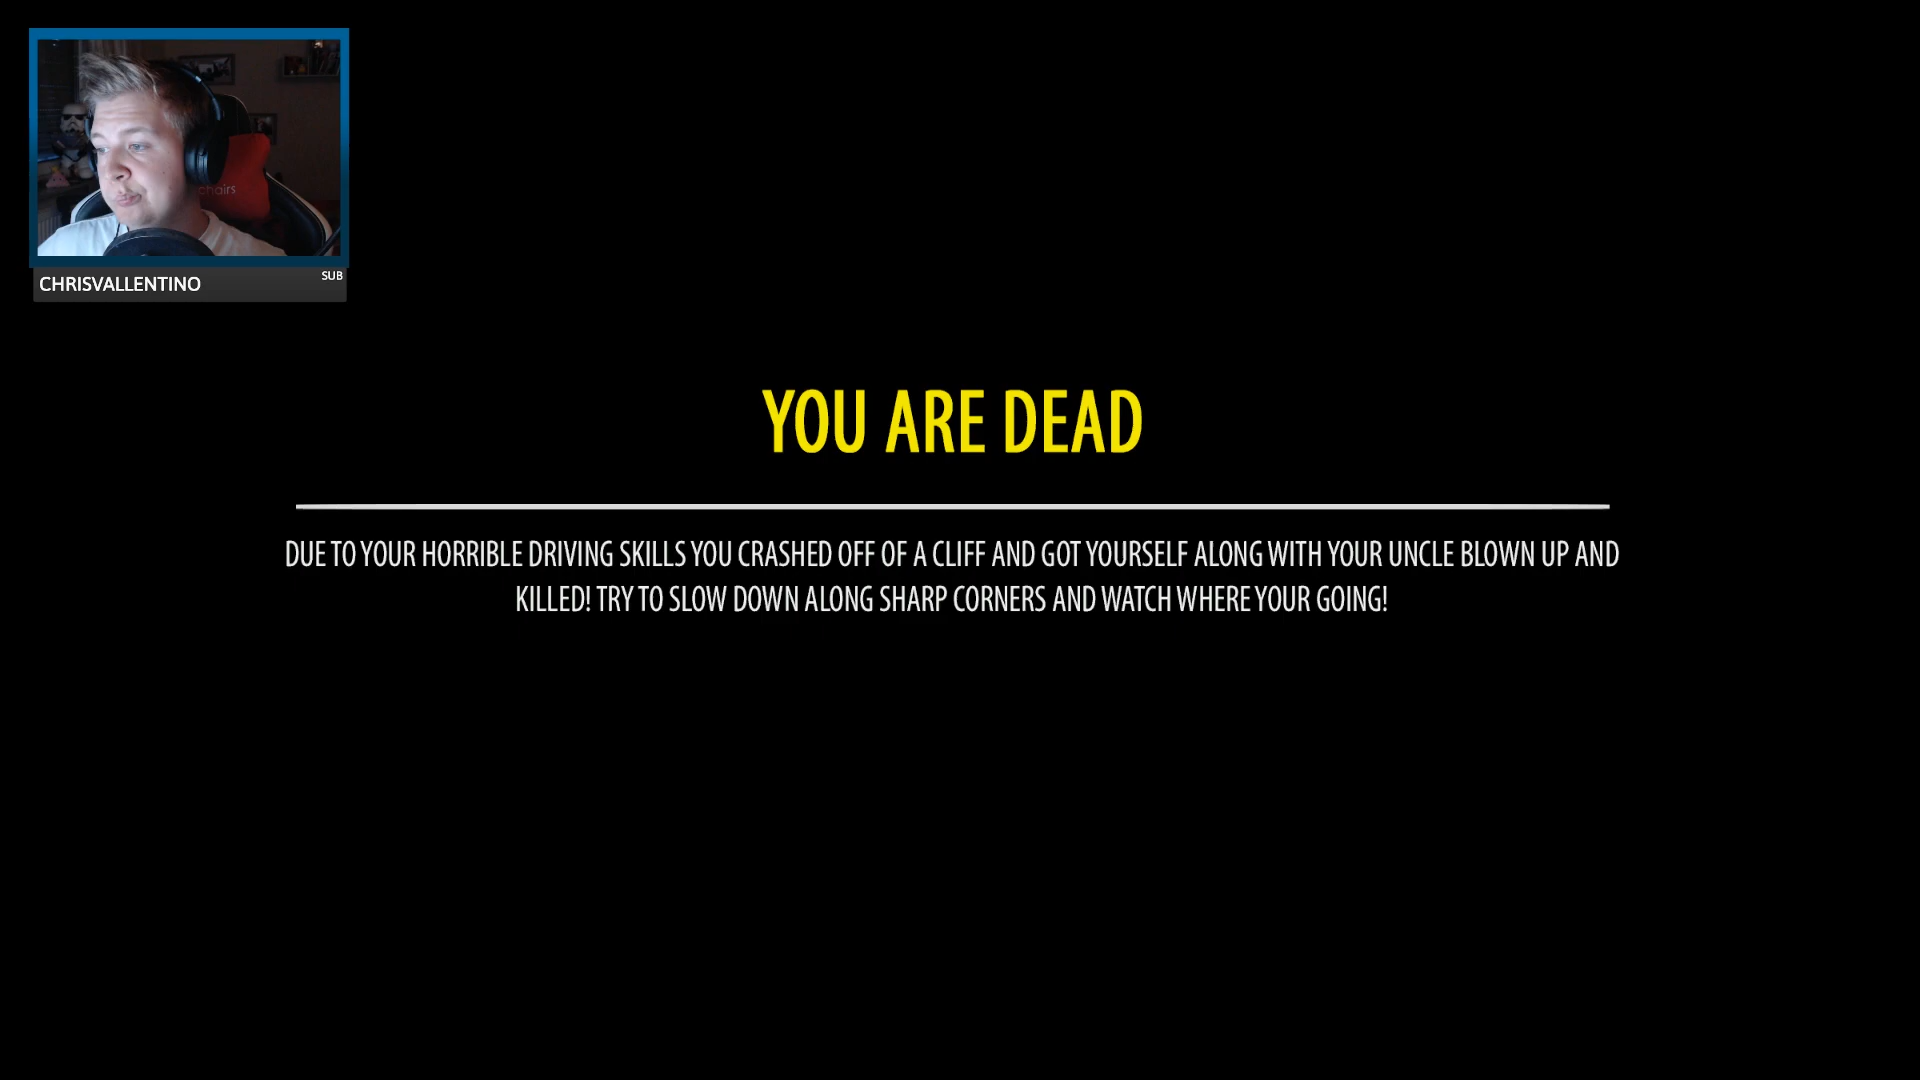 chairs
CHRISVALLENTINO
SUB
YOU ARE DEAD
DUE TO YOUR HORRIBLE DRIVING SKILLS YOU CRASHED OFF OF A CLIFF AND GOT YOURSELF ALONG WITH YOUR UNCLE BLOWN UP AND
KILLED! TRY TO SLOW DOWN ALONG SHARP CORNERS AND WATCH WHERE YOUR GOING!